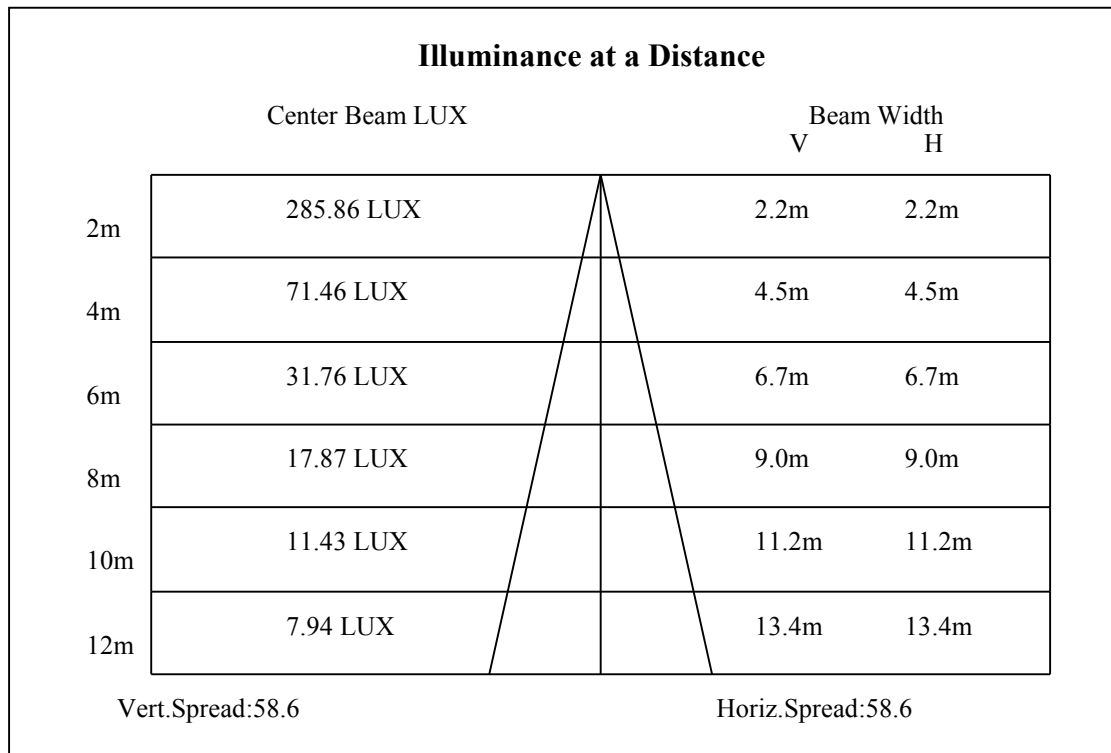 Illuminance at a Distance
Center Beam LUX Beam Width
V H
2m 285.86 LUX 2.2m 2.2m
4m 71.46 LUX 4.5m 4.5m
6m 31.76 LUX 6.7m 6.7m
8m 17.87 LUX 9.0m 9.0m
10m 11.43 LUX 11.2m 11.2m
12m 7.94 LUX 13.4m 13.4m
Vert.Spread:58.6 Horiz.Spread:58.6